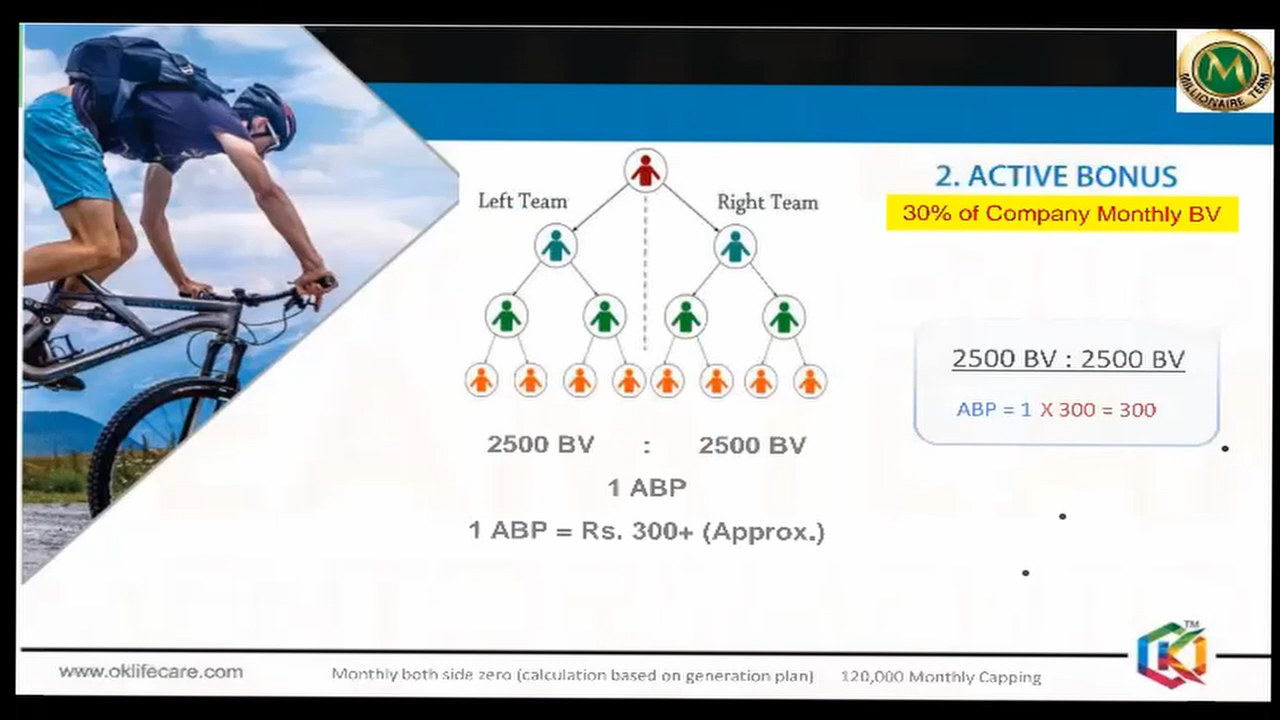 MILLIONAIRE TEAM
2. ACTIVE BONUS
30% of Company Monthly BV
Left Team
Right Team
2500 BV : 2500 BV
ABP = 1 X 300 = 300
2500 BV : 2500 BV
1 ABP
1 ABP = Rs. 300+ (Approx.)
www.oklifecare.com
Monthly both side zero (calculation based on generation plan)
120,000 Monthly Capping
TM